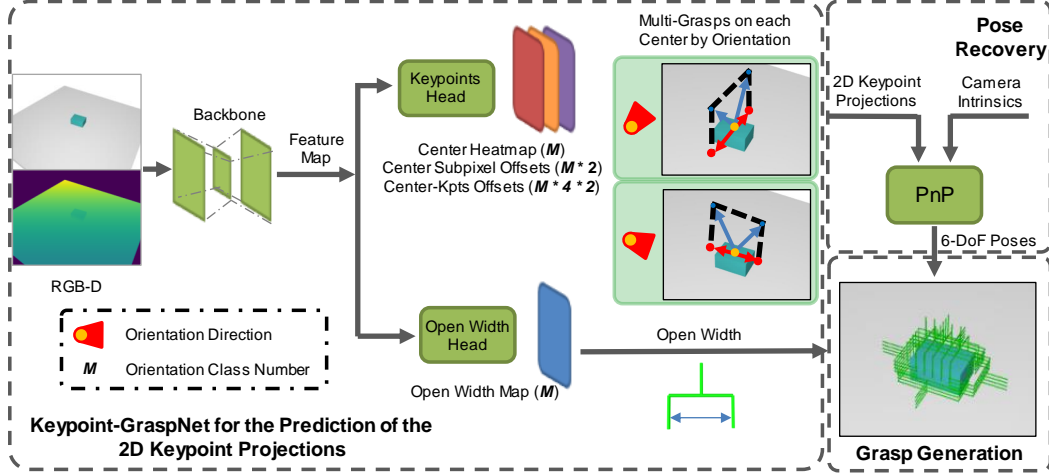 Multi-Grasps on each
Center by Orientation
Pose
Recovery
Keypoints
Head
2D Keypoint
Projections
Camera
Intrinsics
Backbone
Feature
Map
Center Heatmap (M)
Center Subpixel Offsets (M * 2)
Center-Kpts Offsets (M * 4 * 2)
PnP
6-DoF Poses
RGB-D
Orientation Direction
M Orientation Class Number
Open Width
Head
Open Width
Open Width Map (M)
Keypoint-GraspNet for the Prediction of the
2D Keypoint Projections
Grasp Generation